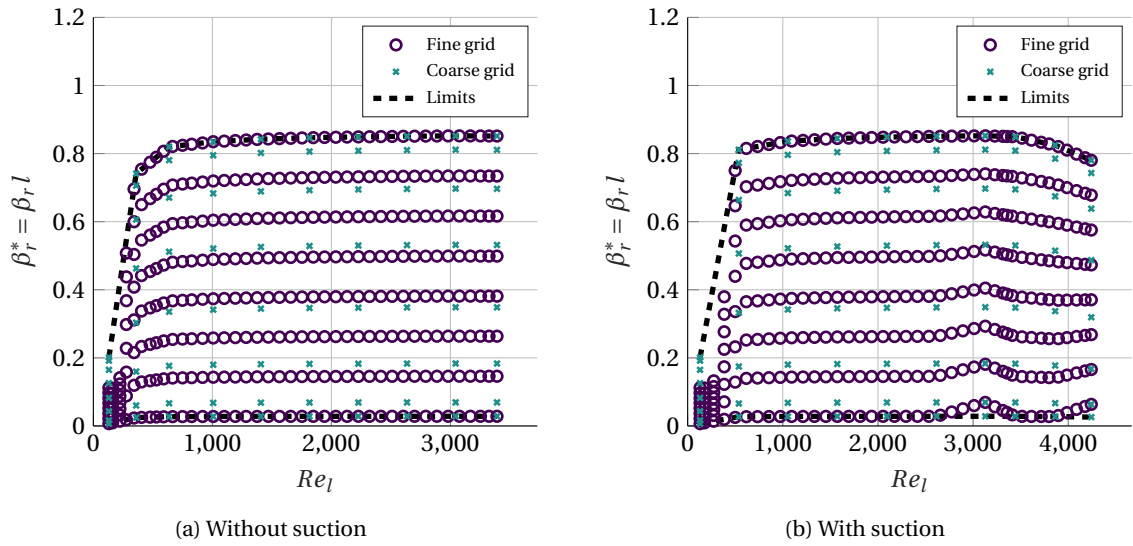 1.2
1
0.8
0.6
0.4
0.2
0
β*r = βr l
0 1,000 2,000 3,000
Rel
Fine grid
Coarse grid
Limits
(a) Without suction
1.2
1
0.8
0.6
0.4
0.2
0
β*r = βr l
0 1,000 2,000 3,000 4,000
Rel
Fine grid
Coarse grid
Limits
(b) With suction